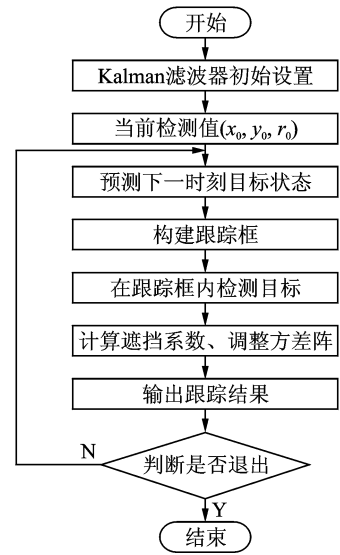 开始
Kalman滤波器初始设置
当前检测值(x₀, y₀, r₀)
预测下一时刻目标状态
构建跟踪框
在跟踪框内检测目标
计算遮挡系数、调整方差阵
输出跟踪结果
N
判断是否退出
Y
结束